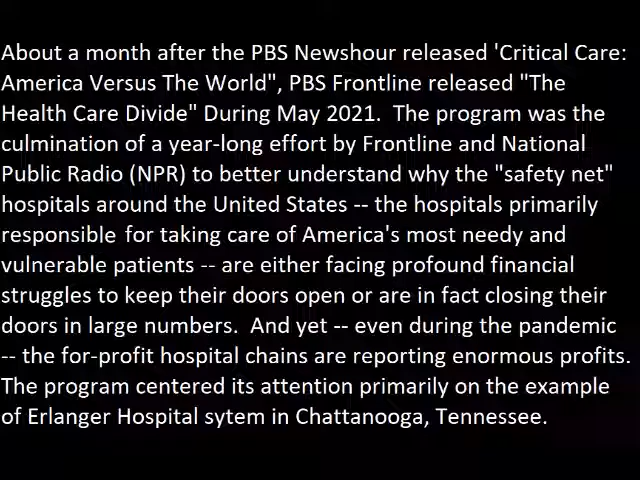 About a month after the PBS Newshour released 'Critical Care:
America Versus The World", PBS Frontline released "The
Health Care Divide" During May 2021.  The program was the
culmination of a year-long effort by Frontline and National
Public Radio (NPR) to better understand why the "safety net"
hospitals around the United States -- the hospitals primarily
responsible for taking care of America's most needy and
vulnerable patients -- are either facing profound financial
struggles to keep their doors open or are in fact closing their
doors in large numbers.  And yet -- even during the pandemic
-- the for-profit hospital chains are reporting enormous profits.
The program centered its attention primarily on the example
of Erlanger Hospital sytem in Chattanooga, Tennessee.